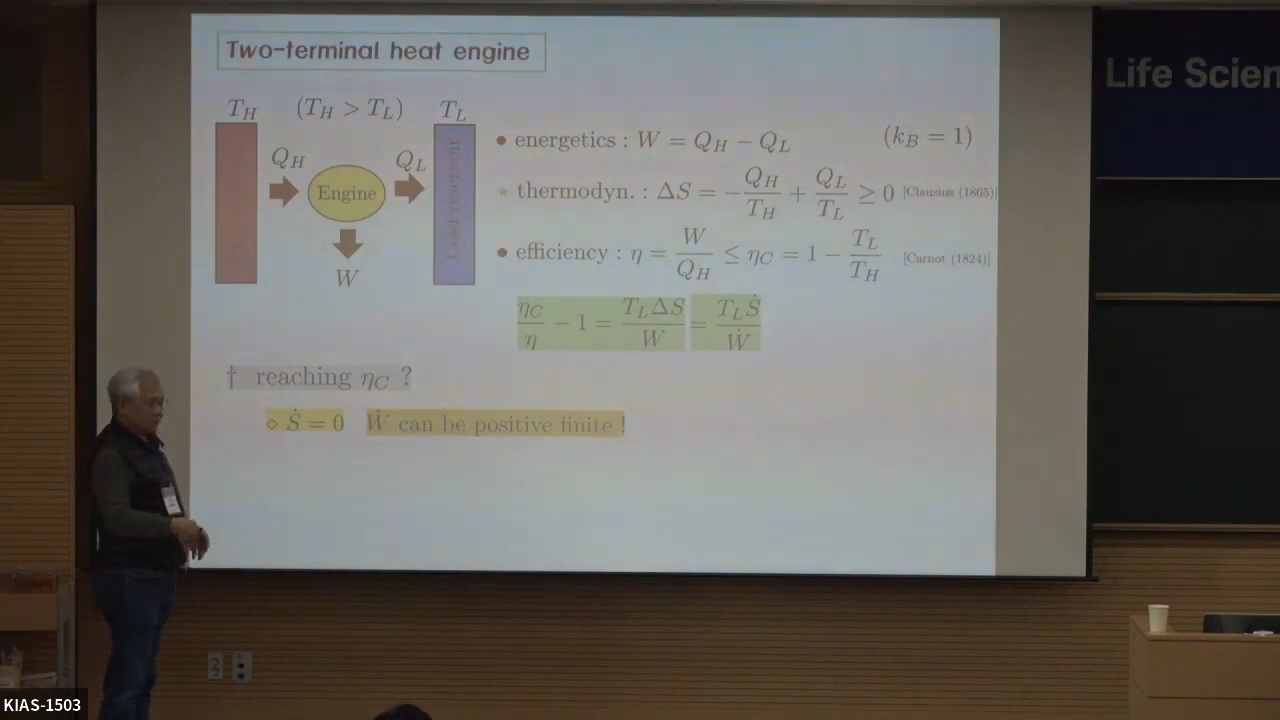 Two-terminal heat engine
T_H (T_H > T_L) T_L
Q_H
Q_L
Engine
W
• energetics : W = Q_H − Q_L (k_B = 1)
⋆ thermodyn. : ΔS = −Q_H/T_H + Q_L/T_L ≥ 0 [Clausius (1865)]
• efficiency : η = W/Q_H ≤ η_C = 1 − T_L/T_H [Carnot (1824)]
η_C/η − 1 = T_LΔS/W = T_LṠ/Ẇ
† reaching η_C ?
⋄ Ṡ = 0 Ẇ can be positive finite !
Life Scien
KIAS-1503